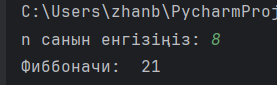 C:\Users\zhanb\PycharmProj
n санын енгізіңіз: 8
Фиббоначи:  21